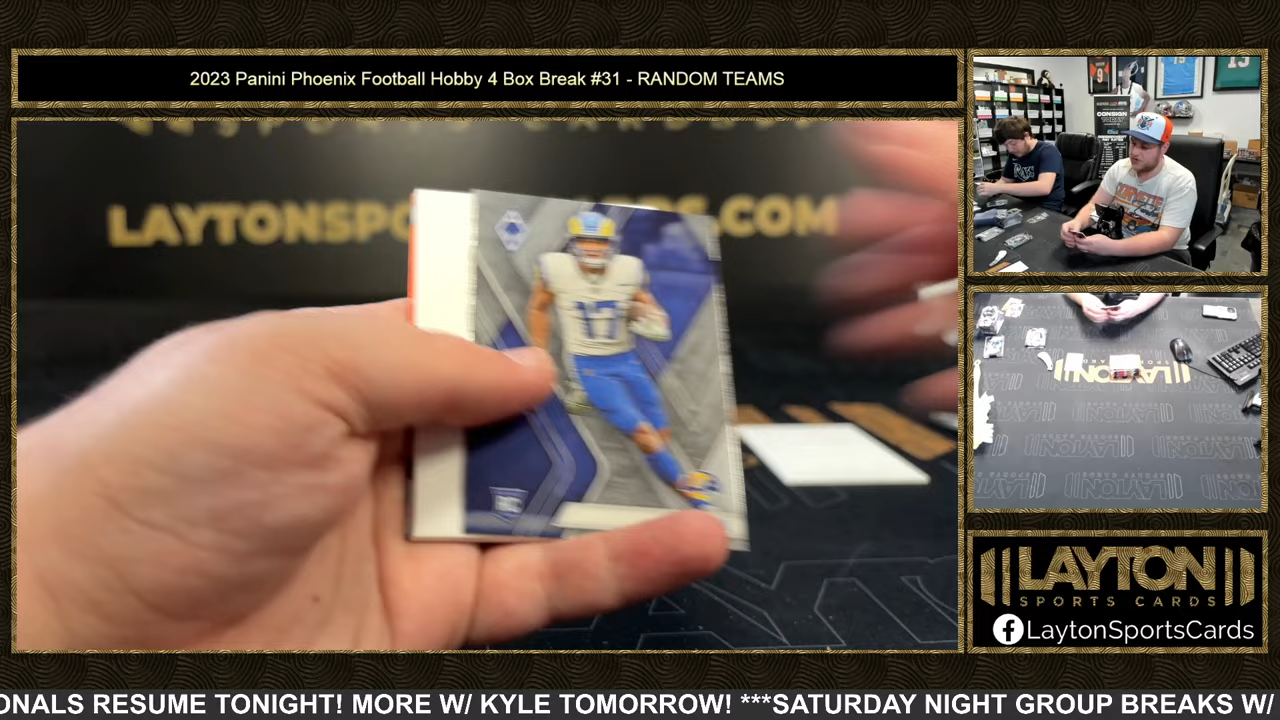 2023 Panini Phoenix Football Hobby 4 Box Break #31 - RANDOM TEAMS
LAYTONSPO
.COM
17
RC
CONSIGN
LAYTON
LAYTON
SPORTS CARDS
LaytonSportsCards
ONALS RESUME TONIGHT! MORE W/ KYLE TOMORROW! ***SATURDAY NIGHT GROUP BREAKS W/